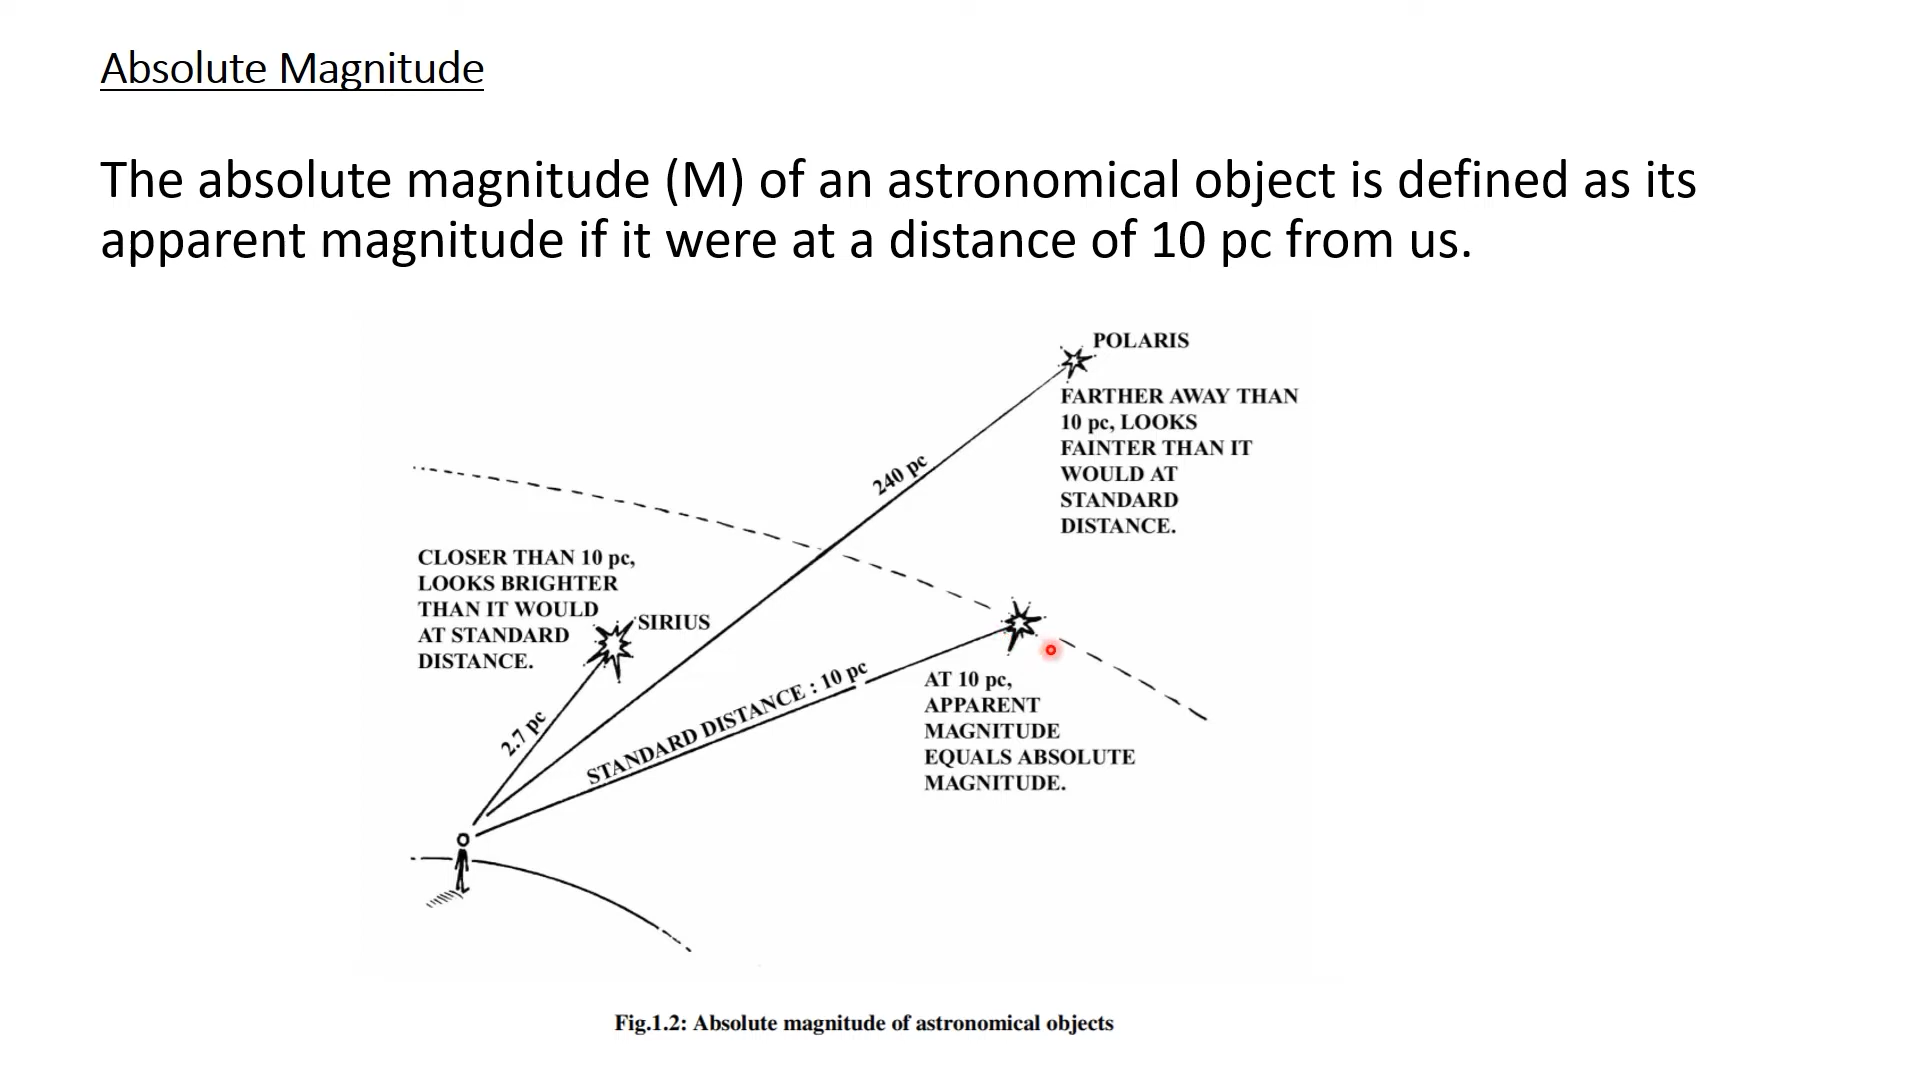 Absolute Magnitude
The absolute magnitude (M) of an astronomical object is defined as its
apparent magnitude if it were at a distance of 10 pc from us.
POLARIS
FARTHER AWAY THAN
10 pc, LOOKS
FAINTER THAN IT
WOULD AT
STANDARD
DISTANCE.
240 pc
CLOSER THAN 10 pc,
LOOKS BRIGHTER
THAN IT WOULD
AT STANDARD
DISTANCE.
SIRIUS
2.7 pc
STANDARD DISTANCE : 10 pc
AT 10 pc,
APPARENT
MAGNITUDE
EQUALS ABSOLUTE
MAGNITUDE.
Fig.1.2: Absolute magnitude of astronomical objects